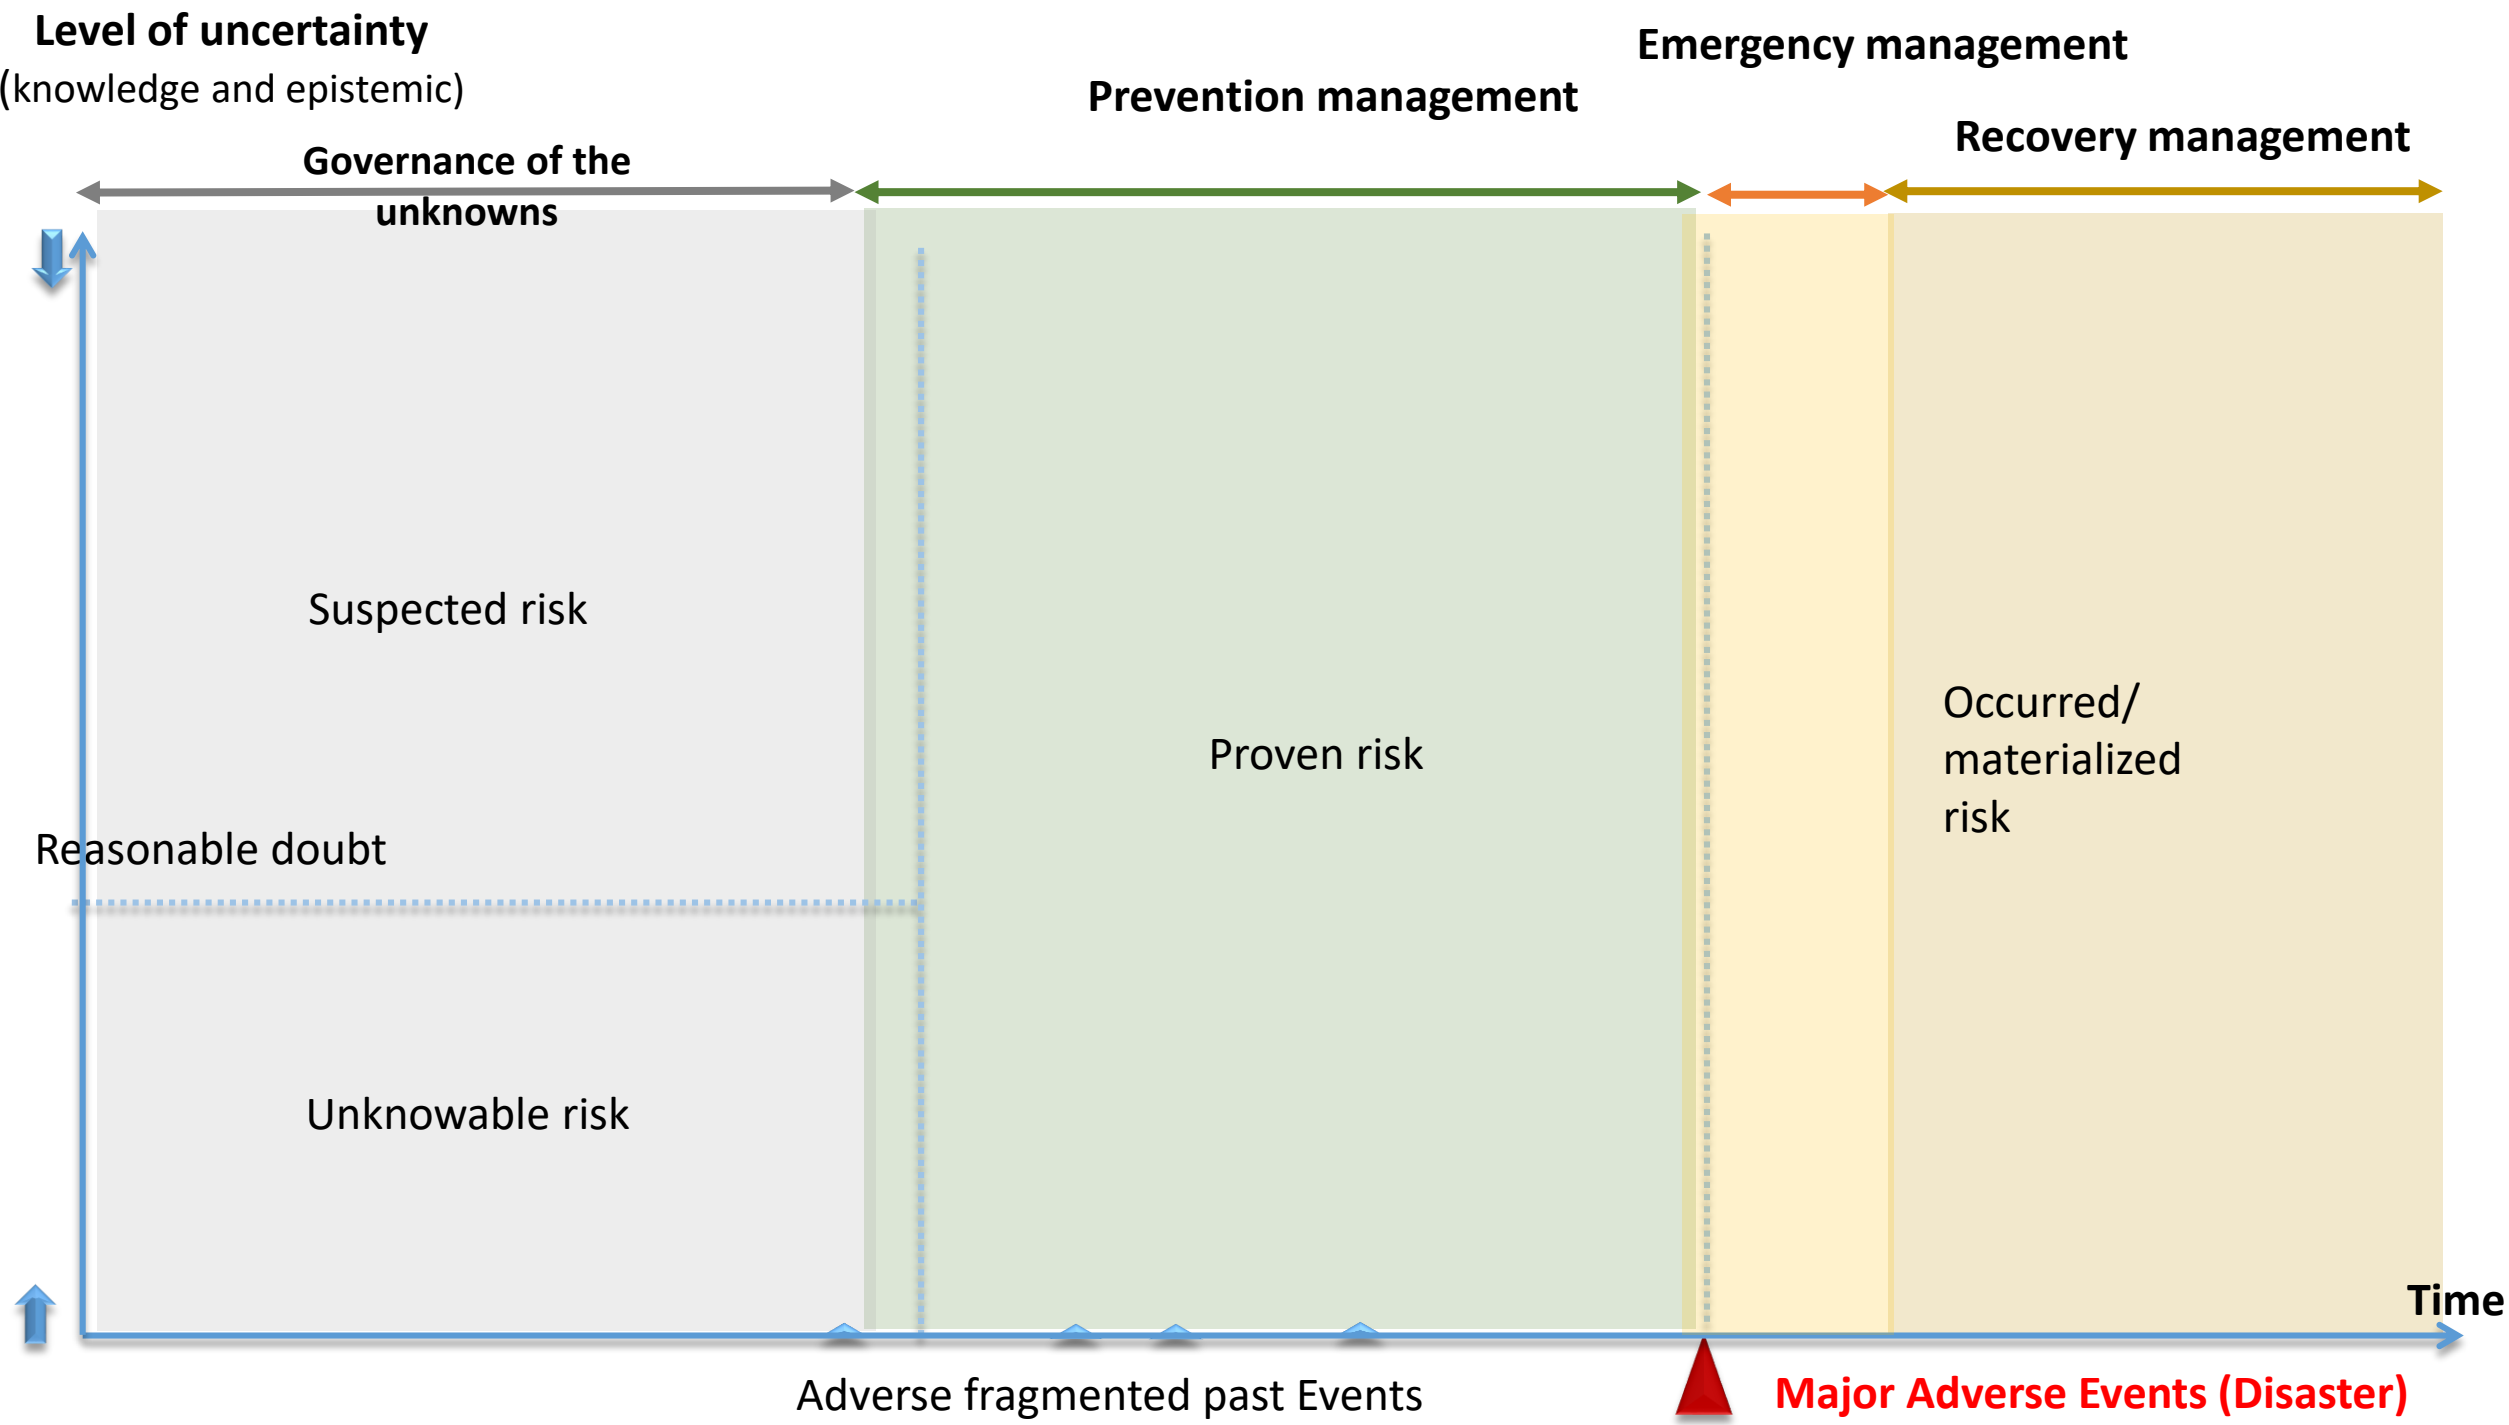 Level of uncertainty
(knowledge and epistemic)
Emergency management
Prevention management
Recovery management
Governance of the
unknowns
Suspected risk
Occurred/
materialized
risk
Proven risk
Reasonable doubt
Unknowable risk
Time
Adverse fragmented past Events
Major Adverse Events (Disaster)